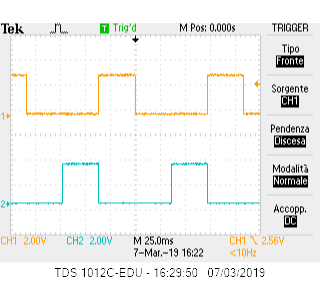 Tek Trig'd M Pos: 0.000s TRIGGER
Tipo
Fronte
Sorgente
CH1
Pendenza
Discesa
Modalità
Normale
Accopp.
DC
1
2
CH1 2.00V CH2 2.00V M 25.0ms CH1 2.56V
7-Mar.-19 16:22 <10Hz
TDS 1012C-EDU - 16:29:50 07/03/2019